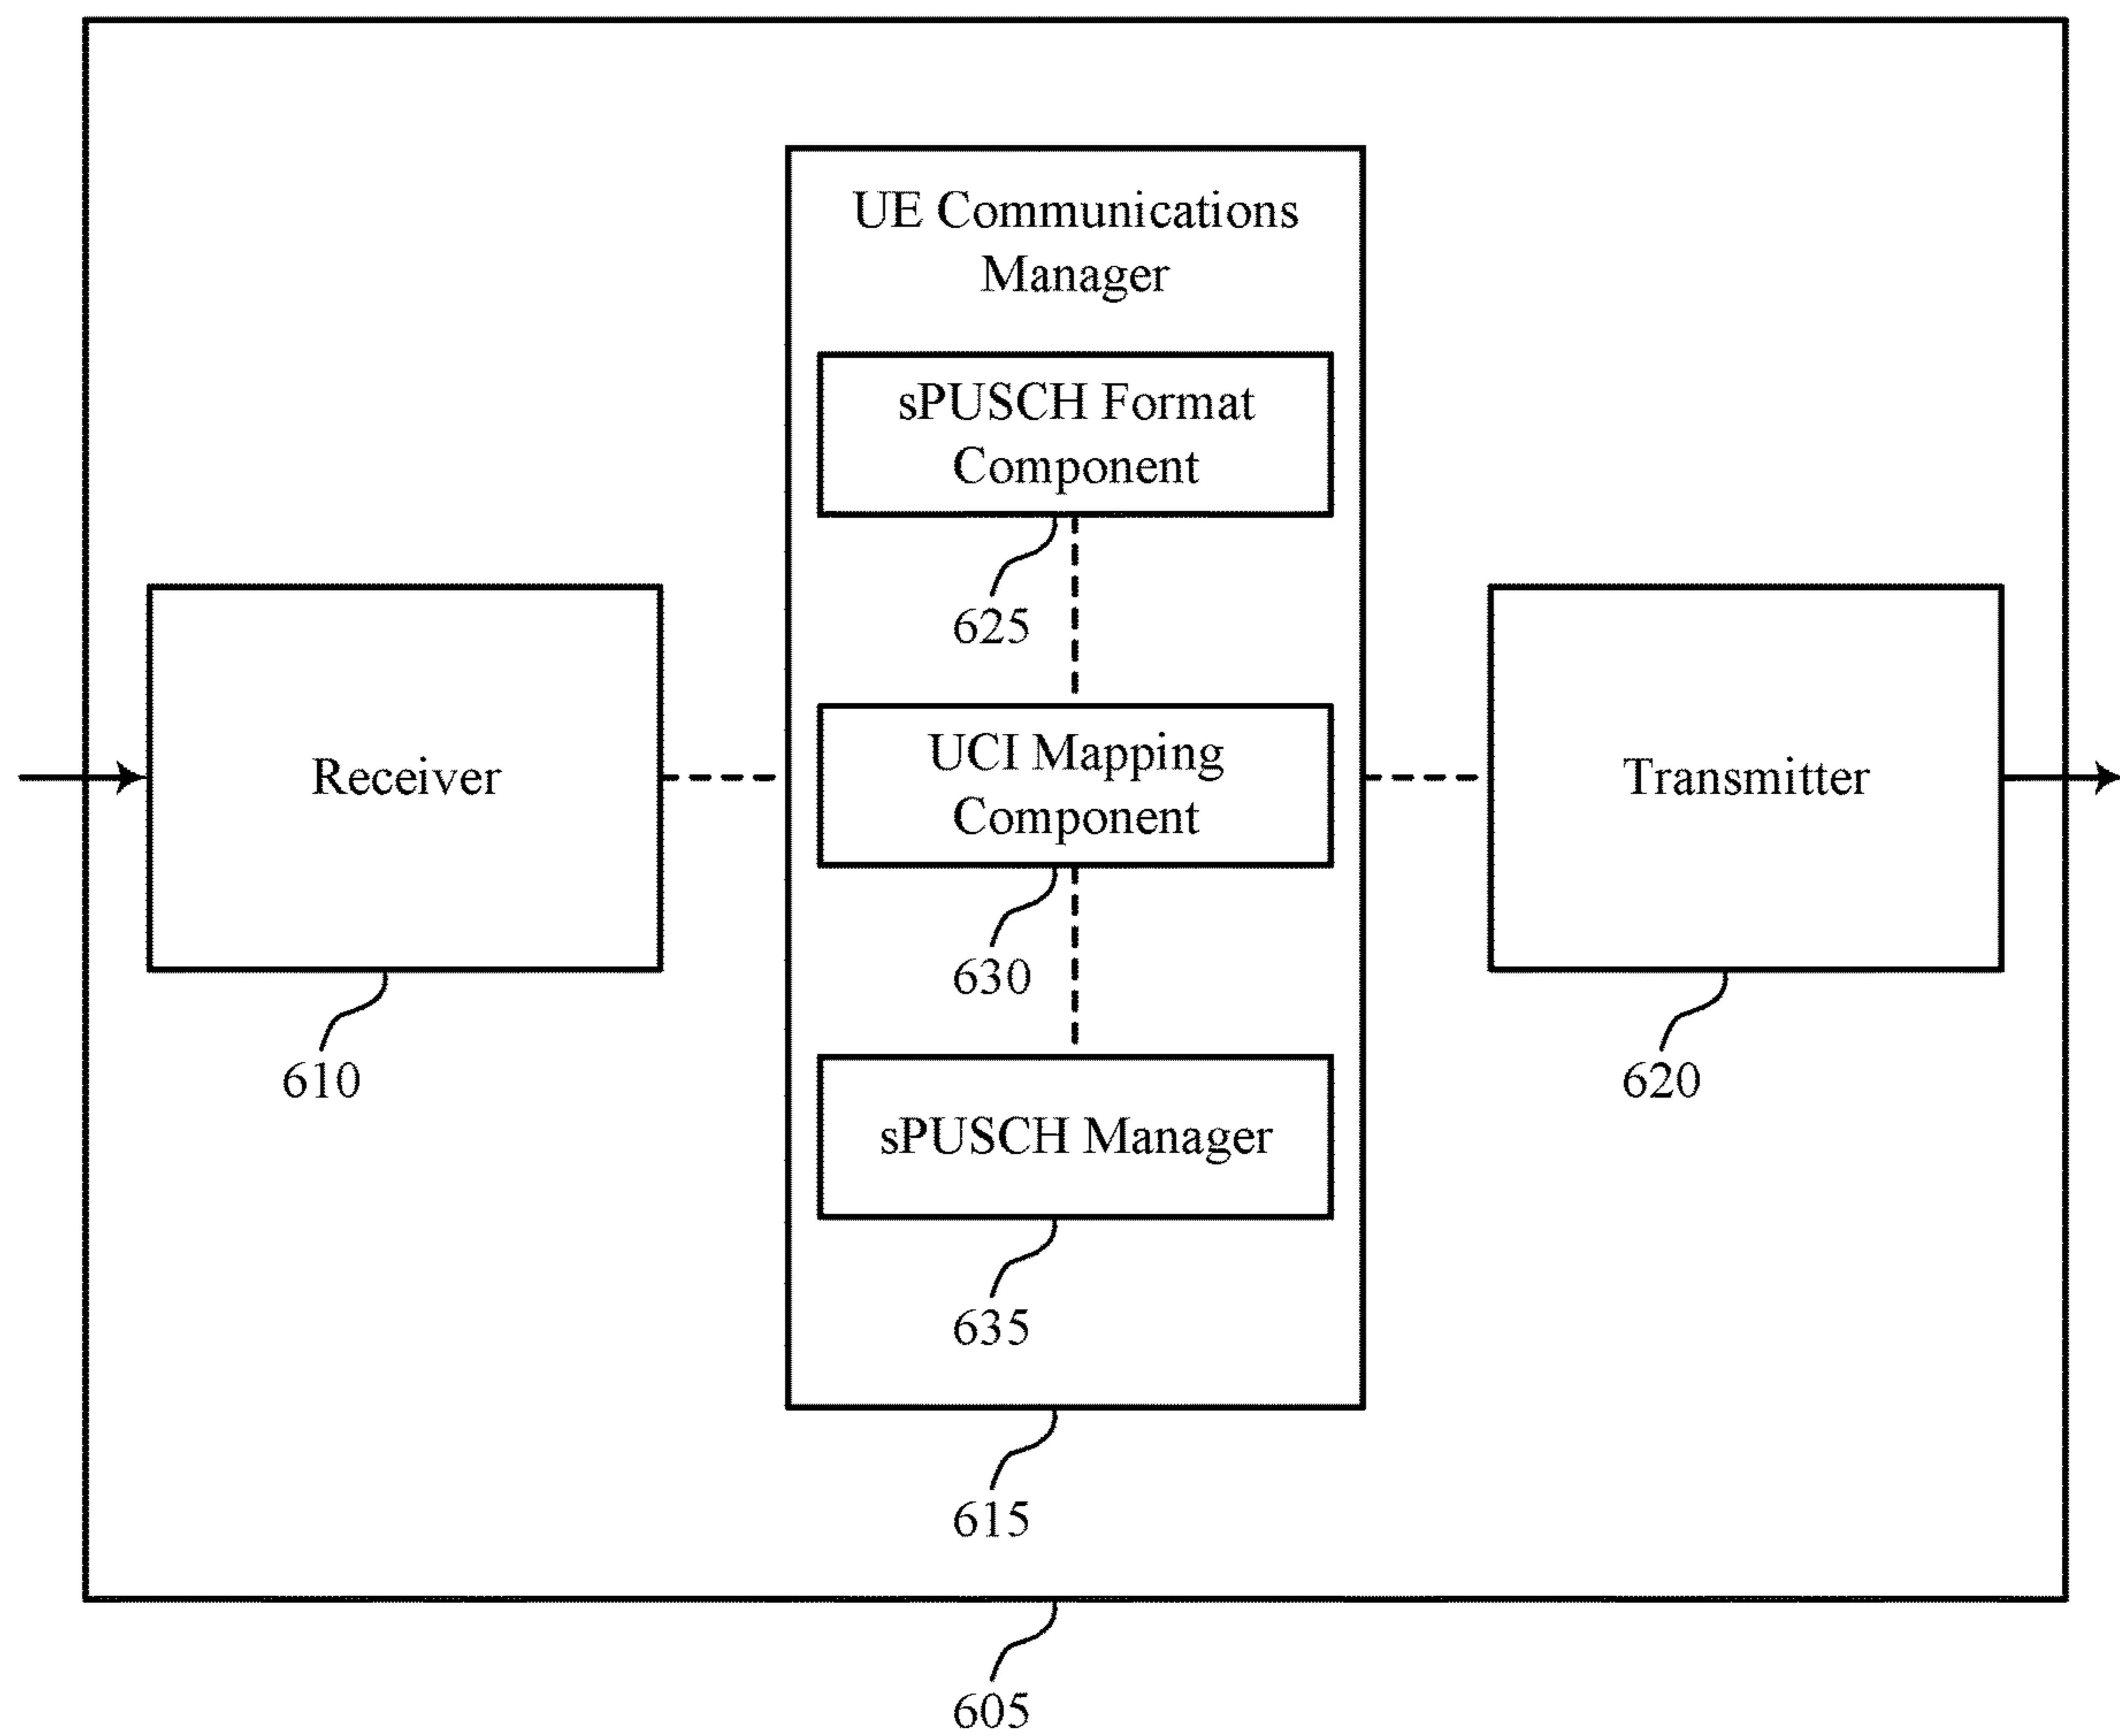 UE Communications
Manager
sPUSCH Format
Component
625
Receiver
610
UCI Mapping
Component
630
Transmitter
620
sPUSCH Manager
635
615
605